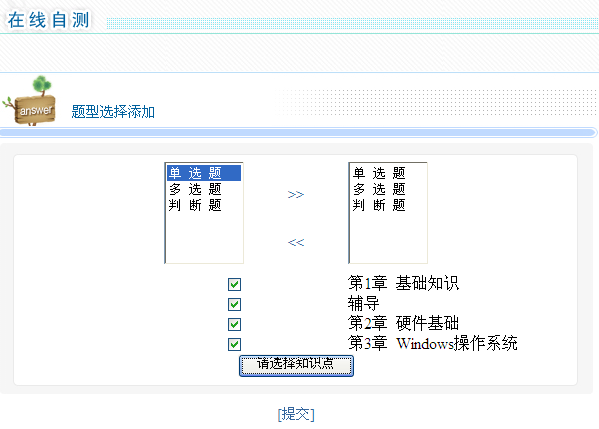 在线自测
answer
题型选择添加
单 选 题
多 选 题
判 断 题
>>
<<
单 选 题
多 选 题
判 断 题
第1章 基础知识
辅导
第2章 硬件基础
第3章 Windows操作系统
请选择知识点
[提交]